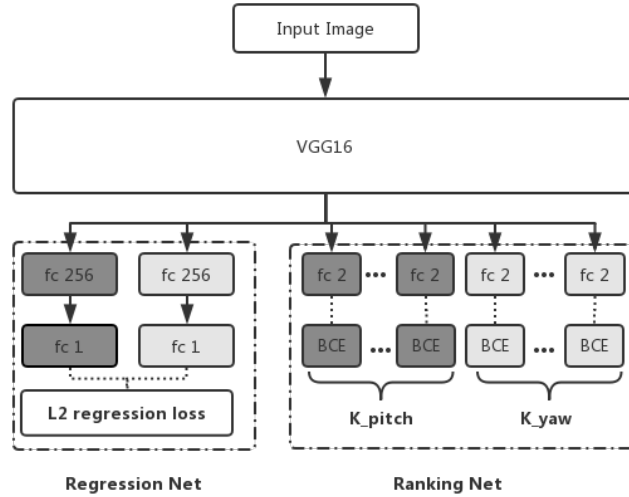 Input Image
VGG16
fc 256 fc 256 fc 2 ••• fc 2 fc 2 ••• fc 2
fc 1 fc 1 BCE ••• BCE BCE ••• BCE
L2 regression loss K_pitch K_yaw
Regression Net Ranking Net